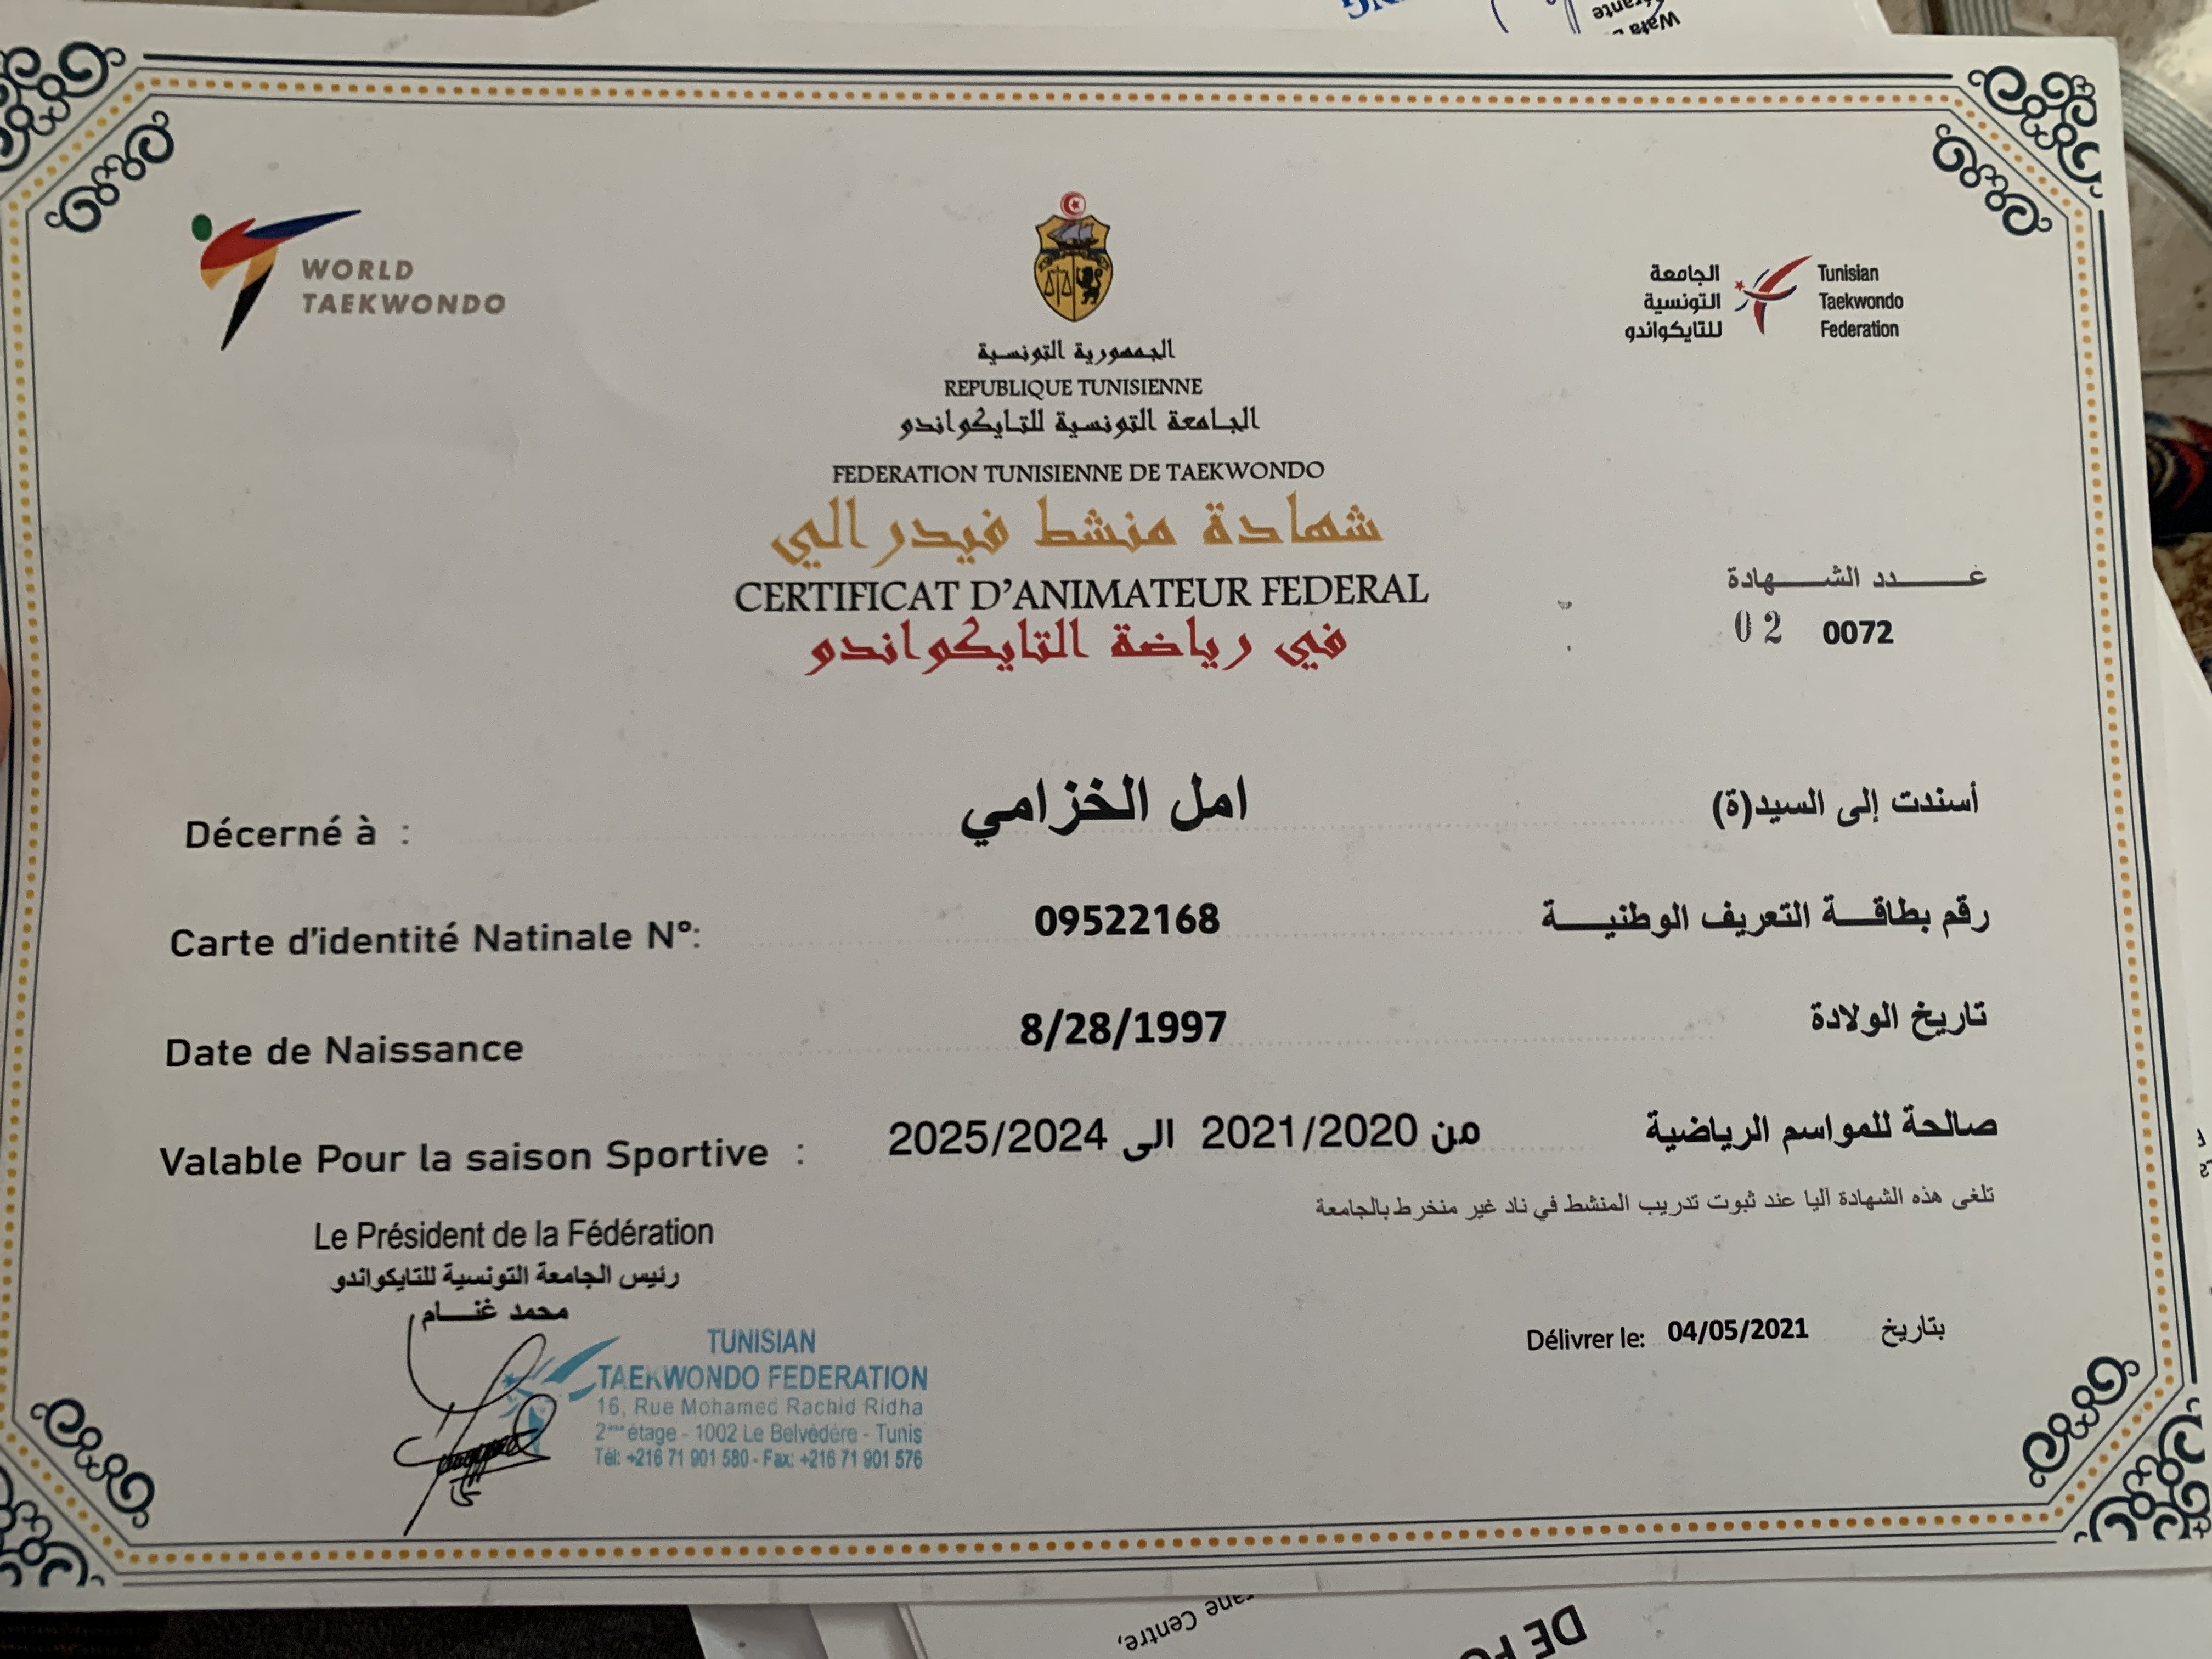 WORLD
TAEKWONDO
الجامعة
التونسية
للتايكواندو
Tunisian
Taekwondo
Federation
الجمهورية التونسية
REPUBLIQUE TUNISIENNE
الجامعة التونسية للتايكواندو
FEDERATION TUNISIENNE DE TAEKWONDO
شهادة منشط فيدرالي
CERTIFICAT D'ANIMATEUR FEDERAL
في رياضة التايكواندو
عدد الشهادة
02 0072
Décerné à : امل الخزامي أسندت إلى السيد(ة)
Carte d'identité Natinale N°: 09522168 رقم بطاقة التعريف الوطنية
Date de Naissance 8/28/1997 تاريخ الولادة
Valable Pour la saison Sportive : من 2021/2020 الى 2025/2024 صالحة للمواسم الرياضية
تلغى هذه الشهادة آليا عند ثبوت تدريب المنشط في ناد غير منخرط بالجامعة
Le Président de la Fédération
رئيس الجامعة التونسية للتايكواندو
محمد غنام
Délivrer le: 04/05/2021 بتاريخ
TUNISIAN
TAEKWONDO FEDERATION
16, Rue Mohamed Rachid Ridha
2ème étage - 1002 Le Belvédère - Tunis
Tél: +216 71 901 580 - Fax: +216 71 901 576
Centre,